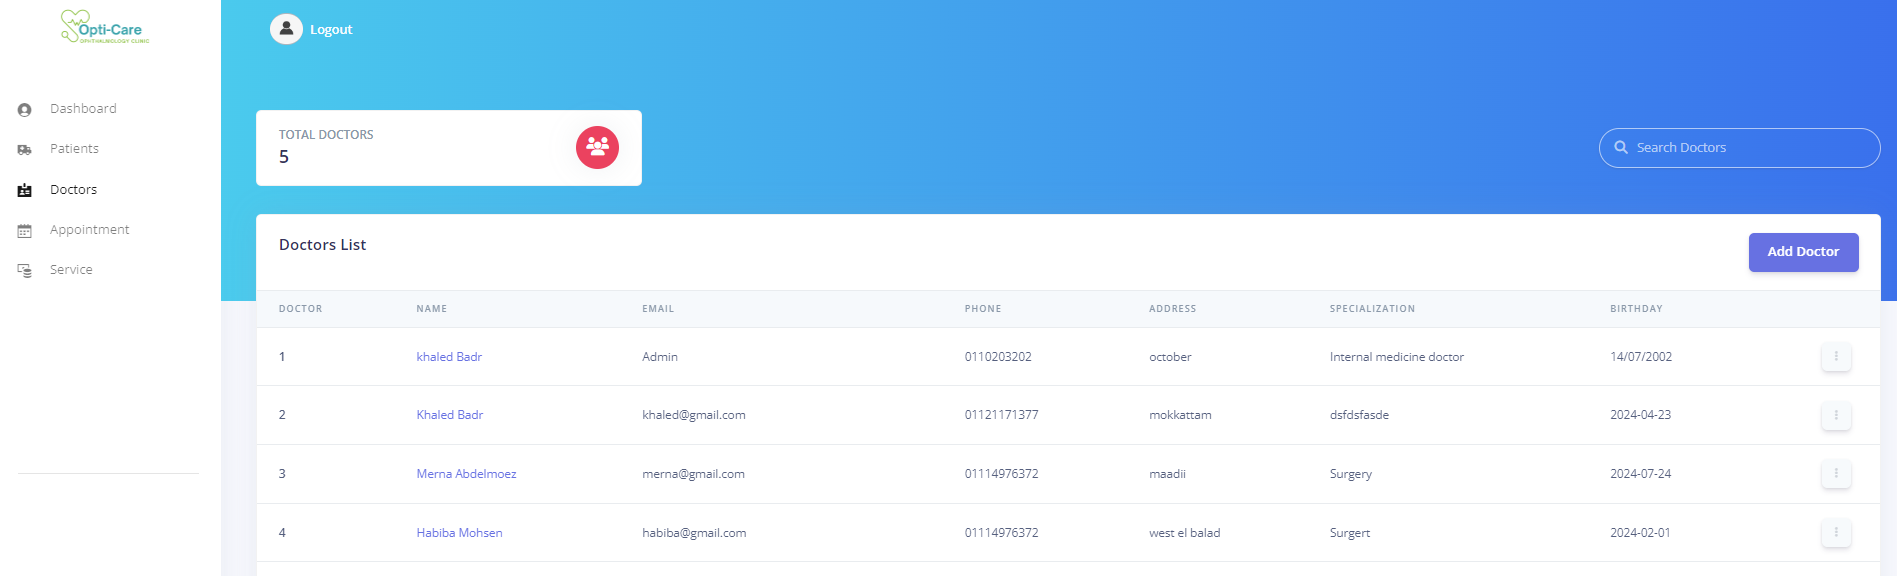 Opti-Care
OPHTHALMOLOGY CLINIC
Dashboard
Patients
Doctors
Appointment
Service
Logout
TOTAL DOCTORS
5
Search Doctors
Doctors List
Add Doctor
DOCTOR NAME EMAIL PHONE ADDRESS SPECIALIZATION BIRTHDAY
1 khaled Badr Admin 0110203202 october Internal medicine doctor 14/07/2002
2 Khaled Badr khaled@gmail.com 01121171377 mokkattam dsfdsfasde 2024-04-23
3 Merna Abdelmoez merna@gmail.com 01114976372 maadii Surgery 2024-07-24
4 Habiba Mohsen habiba@gmail.com 01114976372 west el balad Surgert 2024-02-01